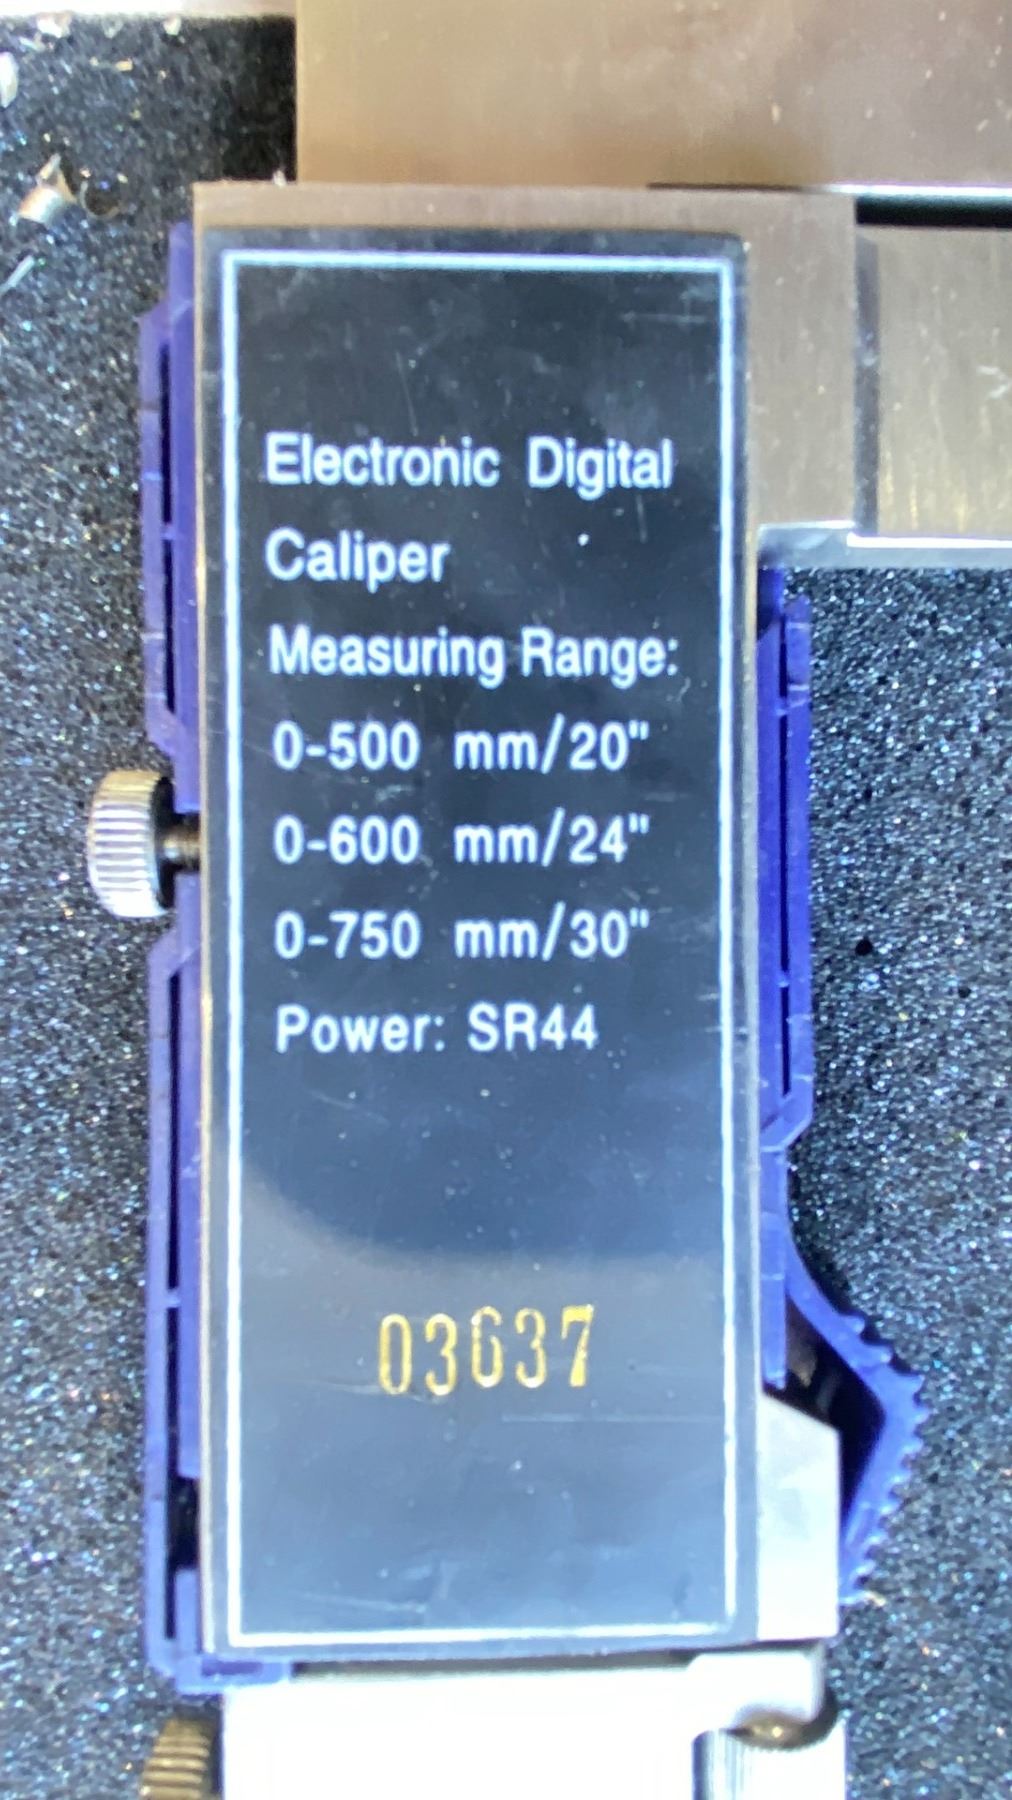 Electronic Digital
Caliper
Measuring Range:
0-500 mm/20"
0-600 mm/24"
0-750 mm/30"
Power: SR44
03637